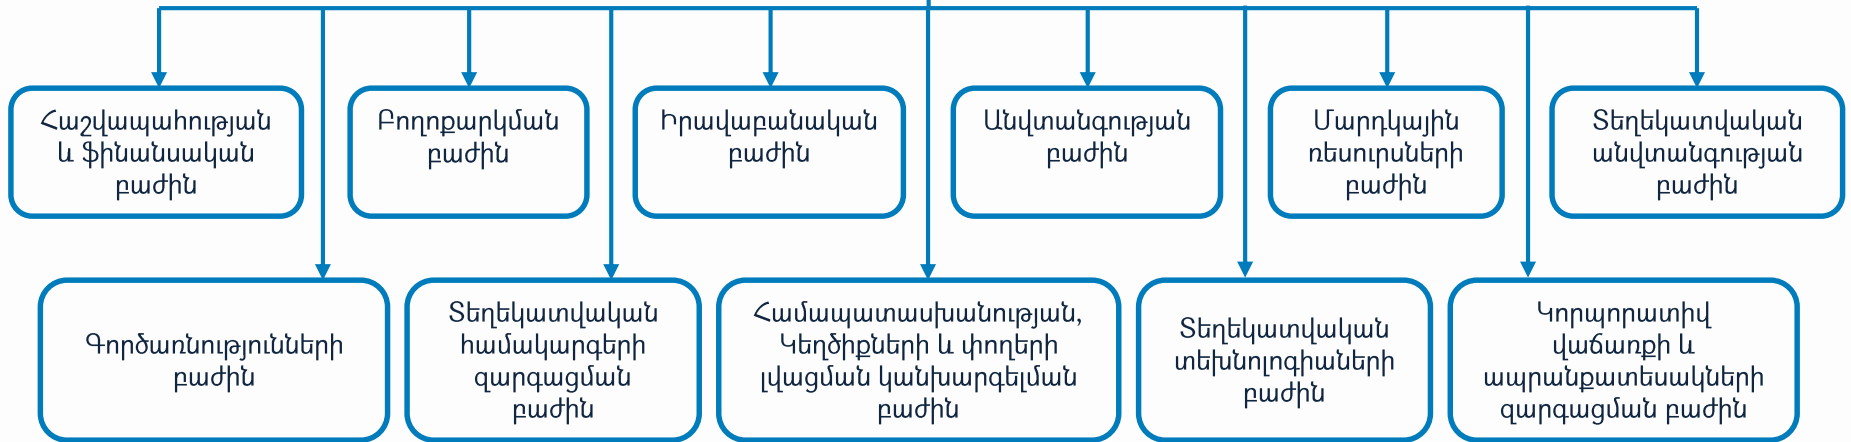 Հաշվապահության
և ֆինանսական
բաժին
Բողոքարկման
բաժին
Իրավաբանական
բաժին
Անվտանգության
բաժին
Մարդկային
ռեսուրսների
բաժին
Տեղեկատվական
անվտանգության
բաժին
Գործառնությունների
բաժին
Տեղեկատվական
համակարգերի
զարգացման
բաժին
Համապատասխանության,
Կեղծիքների և փողերի
լվացման կանխարգելման
բաժին
Տեղեկատվական
տեխնոլոգիաների
բաժին
Կորպորատիվ
վաճառքի և
ապրանքատեսակների
զարգացման բաժին